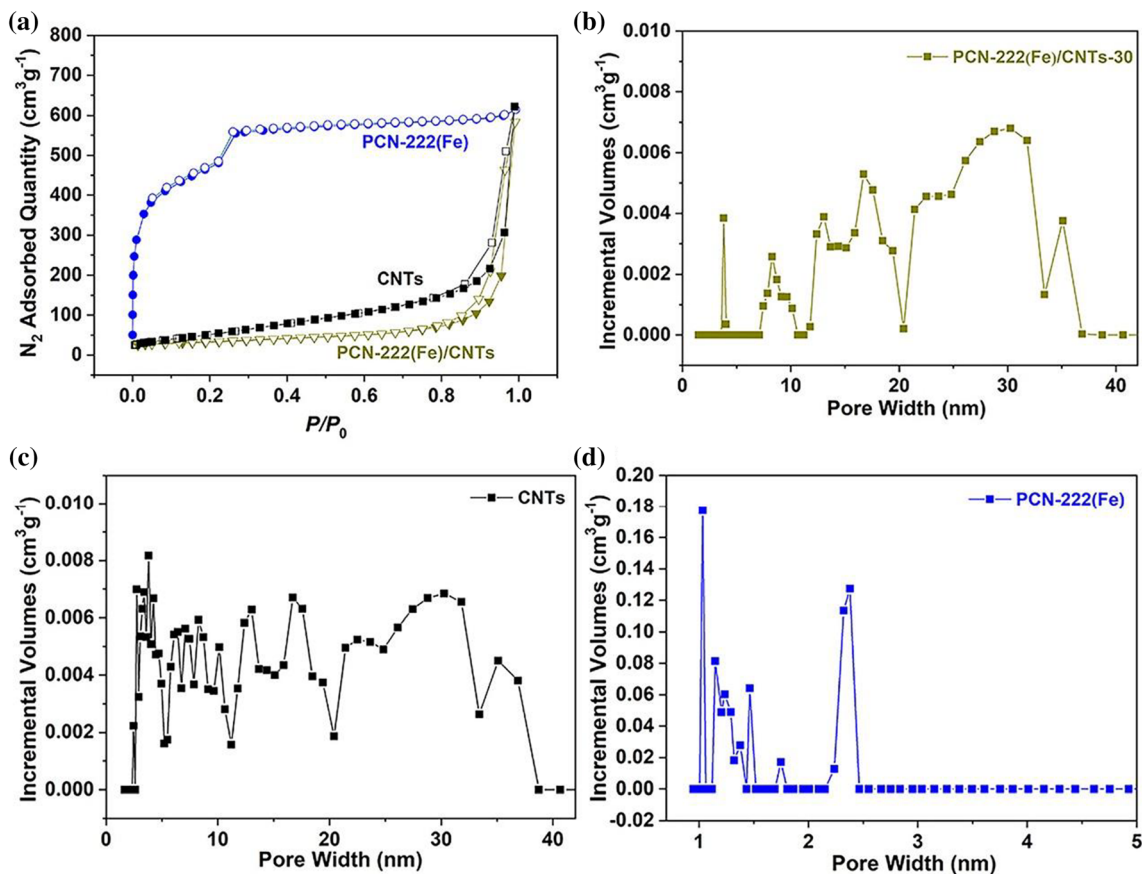 (a)
N2 Adsorbed Quantity (cm3g-1)
800
700
600
500
400
300
200
100
0
PCN-222(Fe)
CNTs
PCN-222(Fe)/CNTs
0.0 0.2 0.4 0.6 0.8 1.0
P/P0
(b)
Incremental Volumes (cm3g-1)
0.010
0.008
0.006
0.004
0.002
0.000
PCN-222(Fe)/CNTs-30
0 10 20 30 40
Pore Width (nm)
(c)
Incremental Volumes (cm3g-1)
0.010
0.008
0.006
0.004
0.002
0.000
CNTs
0 10 20 30 40
Pore Width (nm)
(d)
Incremental Volumes (cm3g-1)
0.20
0.18
0.16
0.14
0.12
0.10
0.08
0.06
0.04
0.02
0.00
-0.02
PCN-222(Fe)
1 2 3 4 5
Pore Width (nm)